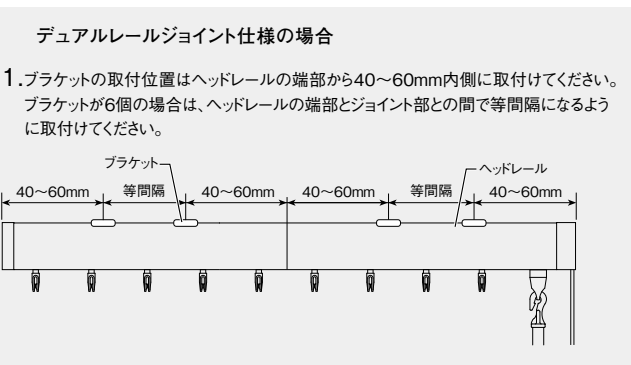 デュアルレールジョイント仕様の場合
1.ブラケットの取付位置はヘッドレールの端部から40〜60mm内側に取付けてください。
ブラケットが6個の場合は、ヘッドレールの端部とジョイント部との間で等間隔になるよう
に取付けてください。
ブラケット
ヘッドレール
40〜60mm 等間隔 40〜60mm 40〜60mm 等間隔 40〜60mm